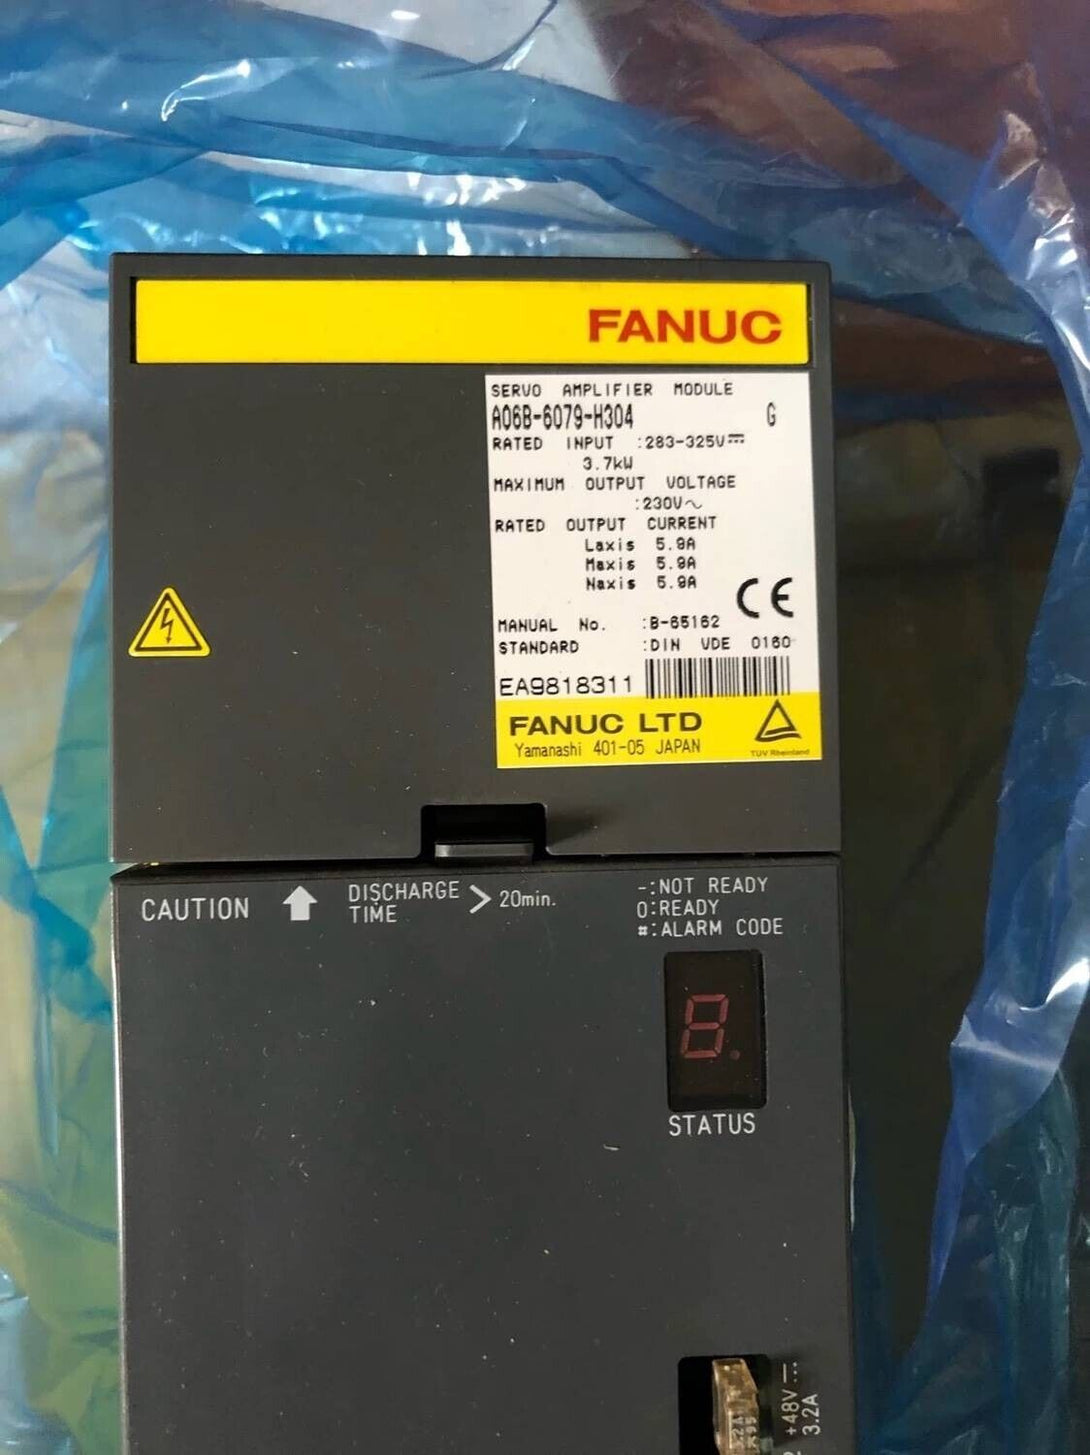 FANUC
SERVO AMPLIFIER MODULE
A06B-6079-H304 G
RATED INPUT :283-325V⎓
3.7kW
MAXIMUM OUTPUT VOLTAGE
:230V~
RATED OUTPUT CURRENT
Laxis 5.9A
Maxis 5.9A
Naxis 5.9A
CE
MANUAL No. :B-65162
STANDARD :DIN VDE 0160
EA9818311
FANUC LTD
Yamanashi 401-05 JAPAN
TÜV Rheinland
CAUTION
DISCHARGE
TIME
> 20min.
-:NOT READY
0:READY
#:ALARM CODE
8.
STATUS
+48V
3.2A